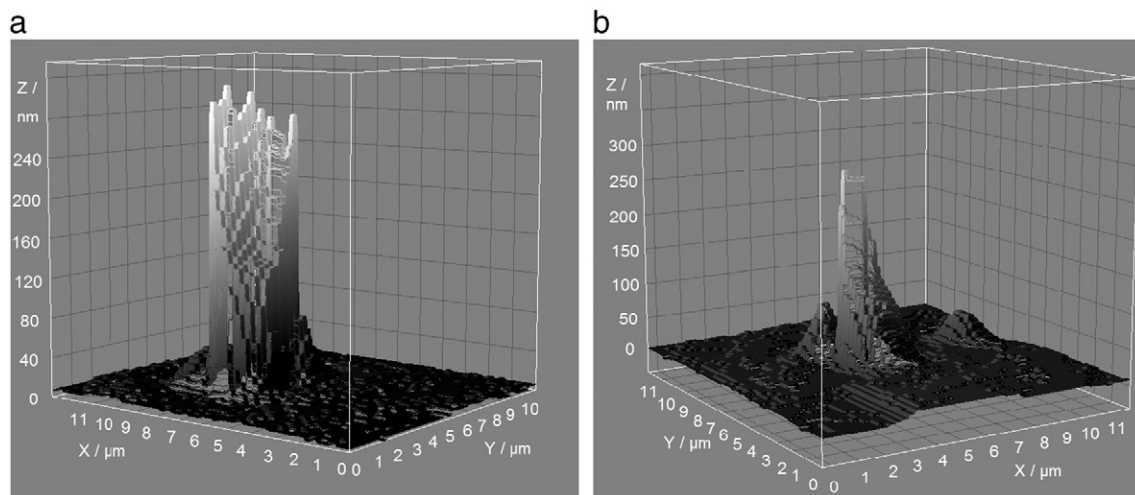 a
Z /
nm
240
200
160
120
80
40
0
11 10 9 8 7 6 5 4 3 2 1 0
X / µm
0 1 2 3 4 5 6 7 8 9 10
Y / µm
b
Z /
nm
300
250
200
150
100
50
0
11 10 9 8 7 6 5 4 3 2 1 0
Y / µm
0 1 2 3 4 5 6 7 8 9 10 11
X / µm